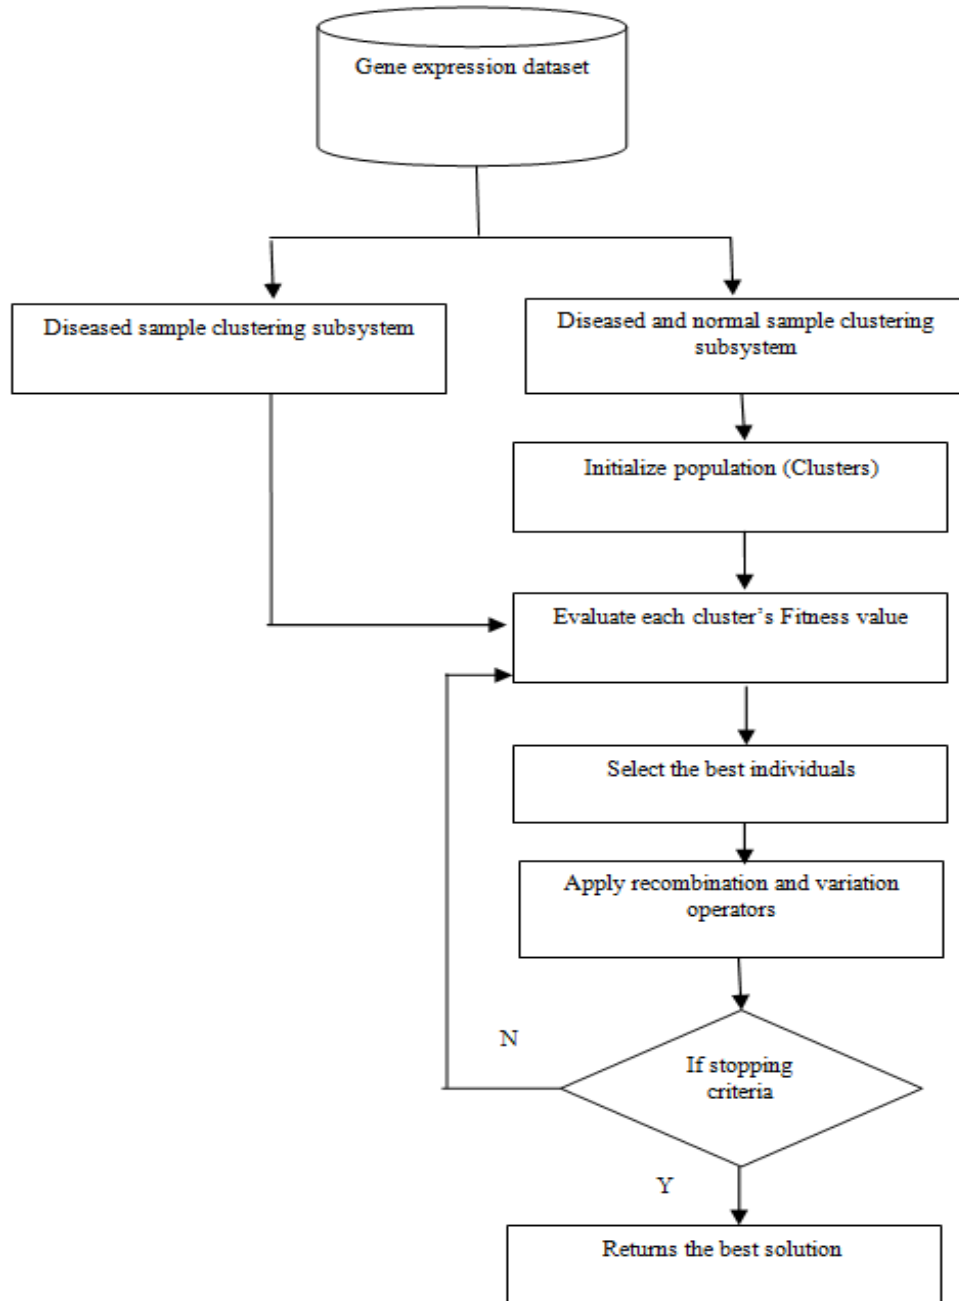 Gene expression dataset
Diseased sample clustering subsystem
Diseased and normal sample clustering
subsystem
Initialize population (Clusters)
Evaluate each cluster’s Fitness value
Select the best individuals
Apply recombination and variation
operators
N
If stopping
criteria
Y
Returns the best solution